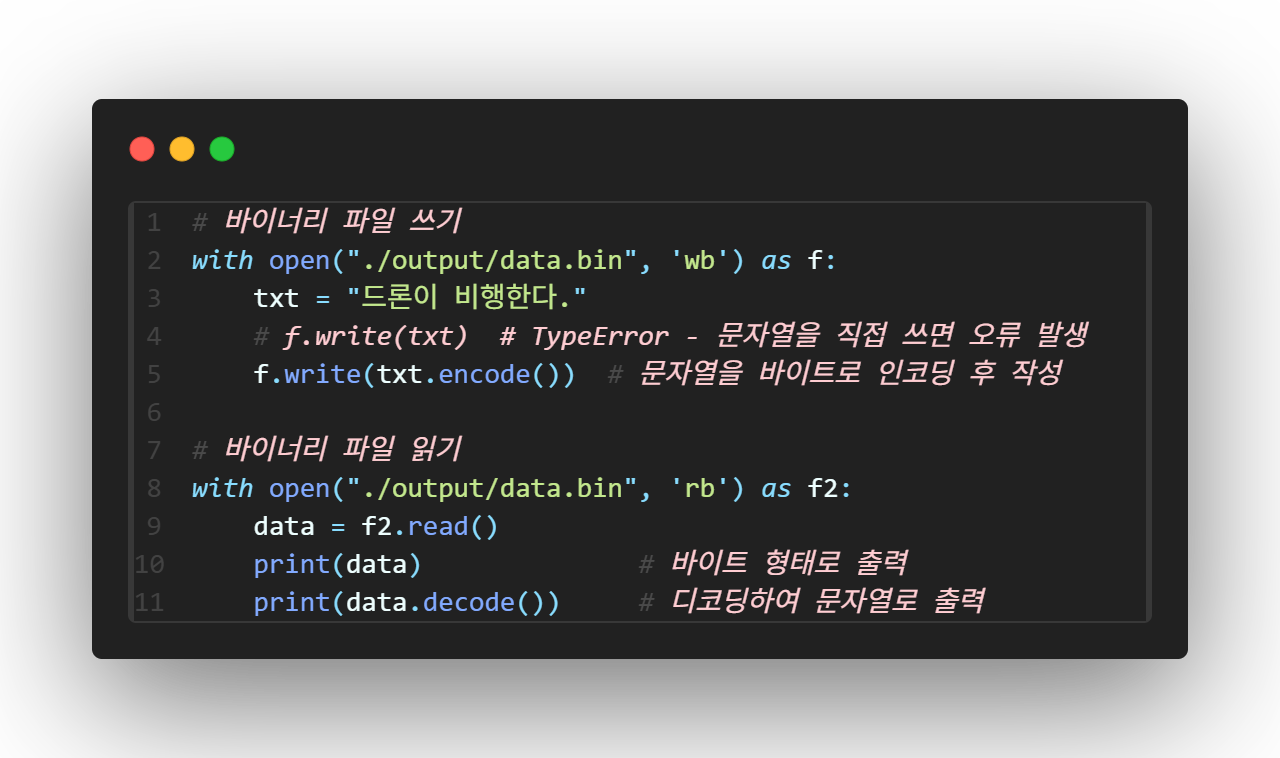 1 # 바이너리 파일 쓰기
2 with open("./output/data.bin", 'wb') as f:
3     txt = "드론이 비행한다."
4     # f.write(txt)  # TypeError - 문자열을 직접 쓰면 오류 발생
5     f.write(txt.encode())  # 문자열을 바이트로 인코딩 후 작성
6
7 # 바이너리 파일 읽기
8 with open("./output/data.bin", 'rb') as f2:
9     data = f2.read()
10     print(data)              # 바이트 형태로 출력
11     print(data.decode())     # 디코딩하여 문자열로 출력